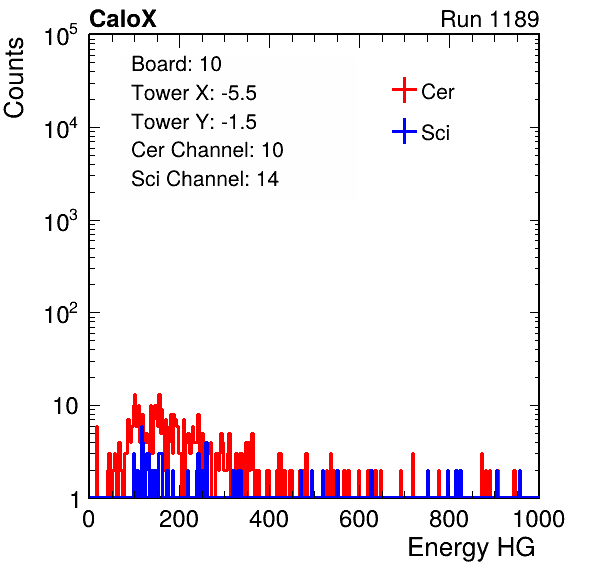 CaloX Run 1189
Counts
10^5
10^4
10^3
10^2
10
1
Board: 10
Tower X: -5.5
Tower Y: -1.5
Cer Channel: 10
Sci Channel: 14
Cer
Sci
0 200 400 600 800 1000
Energy HG